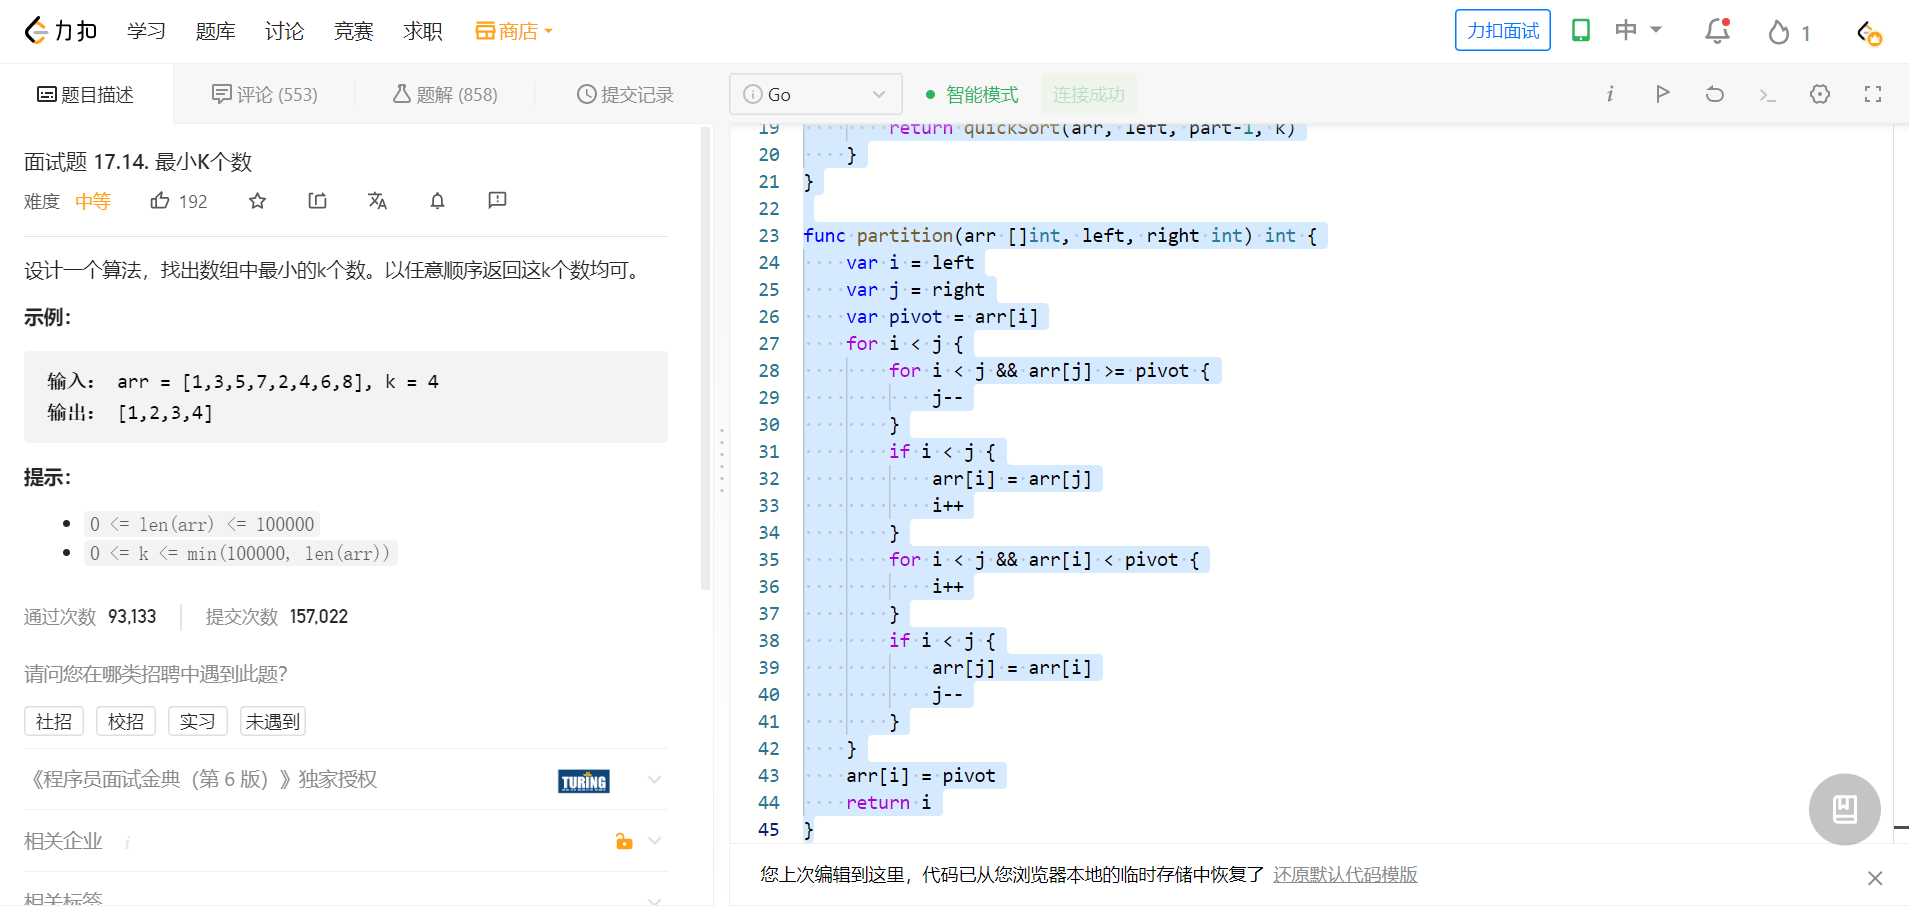 力扣 学习 题库 讨论 竞赛 求职 商店 力扣面试 中 1
题目描述 评论 (553) 题解 (858) 提交记录 Go 智能模式 连接成功
面试题 17.14. 最小K个数
难度 中等 192
设计一个算法，找出数组中最小的k个数。以任意顺序返回这k个数均可。
示例：
输入： arr = [1,3,5,7,2,4,6,8], k = 4
输出： [1,2,3,4]
提示：
0 <= len(arr) <= 100000
0 <= k <= min(100000, len(arr))
通过次数 93,133 提交次数 157,022
请问您在哪类招聘中遇到此题？
社招 校招 实习 未遇到
《程序员面试金典（第 6 版）》独家授权 TURING
相关企业 i
相关标签
19 return quickSort(arr, left, part-1, k)
20 }
21 }
22
23 func partition(arr []int, left, right int) int {
24 var i = left
25 var j = right
26 var pivot = arr[i]
27 for i < j {
28 for i < j && arr[j] >= pivot {
29 j--
30 }
31 if i < j {
32 arr[i] = arr[j]
33 i++
34 }
35 for i < j && arr[i] < pivot {
36 i++
37 }
38 if i < j {
39 arr[j] = arr[i]
40 j--
41 }
42 }
43 arr[i] = pivot
44 return i
45 }
您上次编辑到这里，代码已从您浏览器本地的临时存储中恢复了 还原默认代码模版